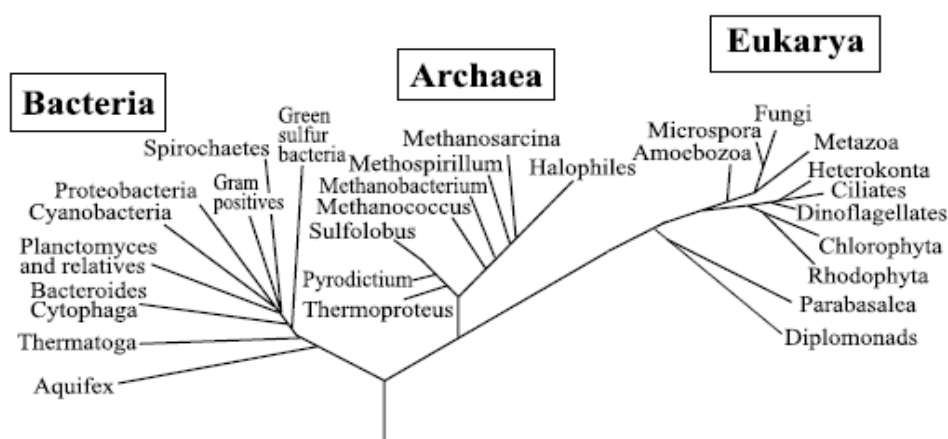 Eukarya
Archaea
Bacteria
Green
sulfur
bacteria
Spirochaetes
Gram
positives
Proteobacteria
Cyanobacteria
Planctomyces
and relatives
Bacteroides
Cytophaga
Thermatoga
Aquifex
Methanosarcina
Methospirillum
Halophiles
Methanobacterium
Methanococcus
Sulfolobus
Pyrodictium
Thermoproteus
Fungi
Microspora
Amoebozoa
Metazoa
Heterokonta
Ciliates
Dinoflagellates
Chlorophyta
Rhodophyta
Parabasalea
Diplomonads